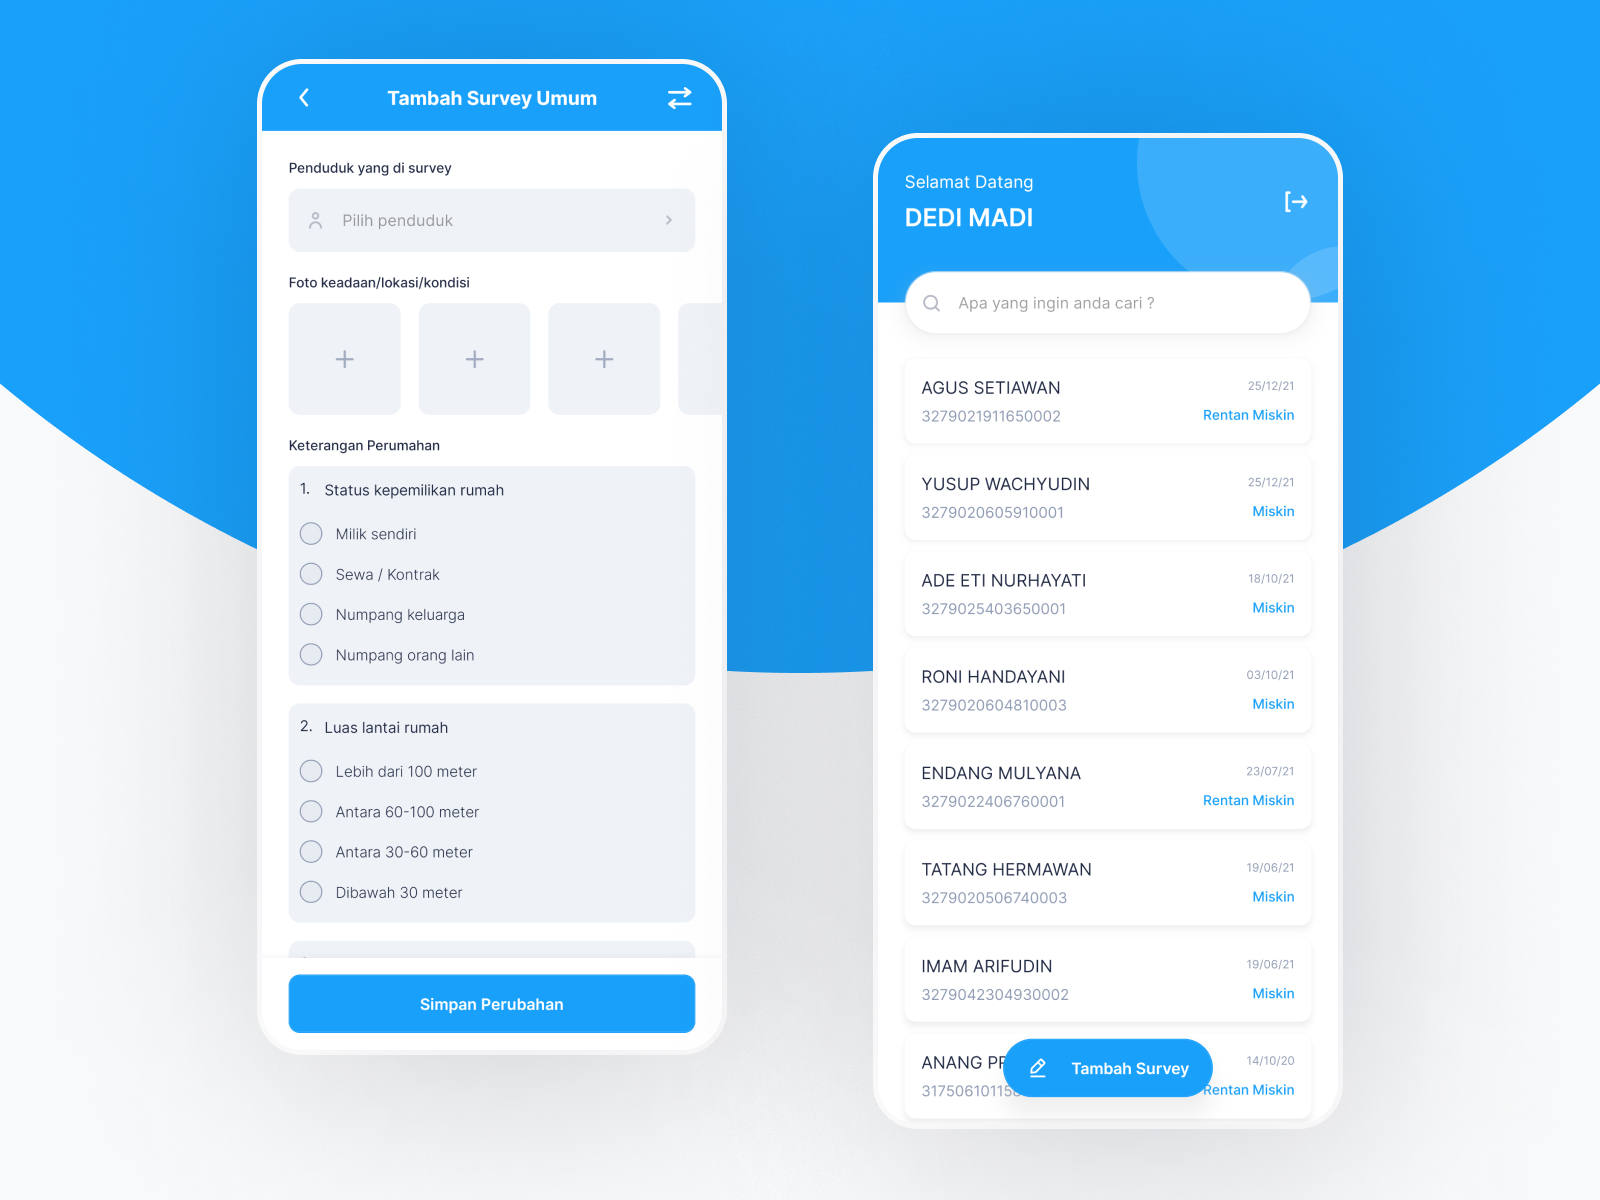 Tambah Survey Umum
Penduduk yang di survey
Pilih penduduk
Foto keadaan/lokasi/kondisi
Keterangan Perumahan
1. Status kepemilikan rumah
Milik sendiri
Sewa / Kontrak
Numpang keluarga
Numpang orang lain
2. Luas lantai rumah
Lebih dari 100 meter
Antara 60-100 meter
Antara 30-60 meter
Dibawah 30 meter
Simpan Perubahan
Selamat Datang
DEDI MADI
Apa yang ingin anda cari ?
AGUS SETIAWAN 25/12/21
3279021911650002 Rentan Miskin
YUSUP WACHYUDIN 25/12/21
3279020605910001 Miskin
ADE ETI NURHAYATI 18/10/21
3279025403650001 Miskin
RONI HANDAYANI 03/10/21
3279020604810003 Miskin
ENDANG MULYANA 23/07/21
3279022406760001 Rentan Miskin
TATANG HERMAWAN 19/06/21
3279020506740003 Miskin
IMAM ARIFUDIN 19/06/21
3279042304930002 Miskin
ANANG 14/10/20
Tambah Survey
Rentan Miskin